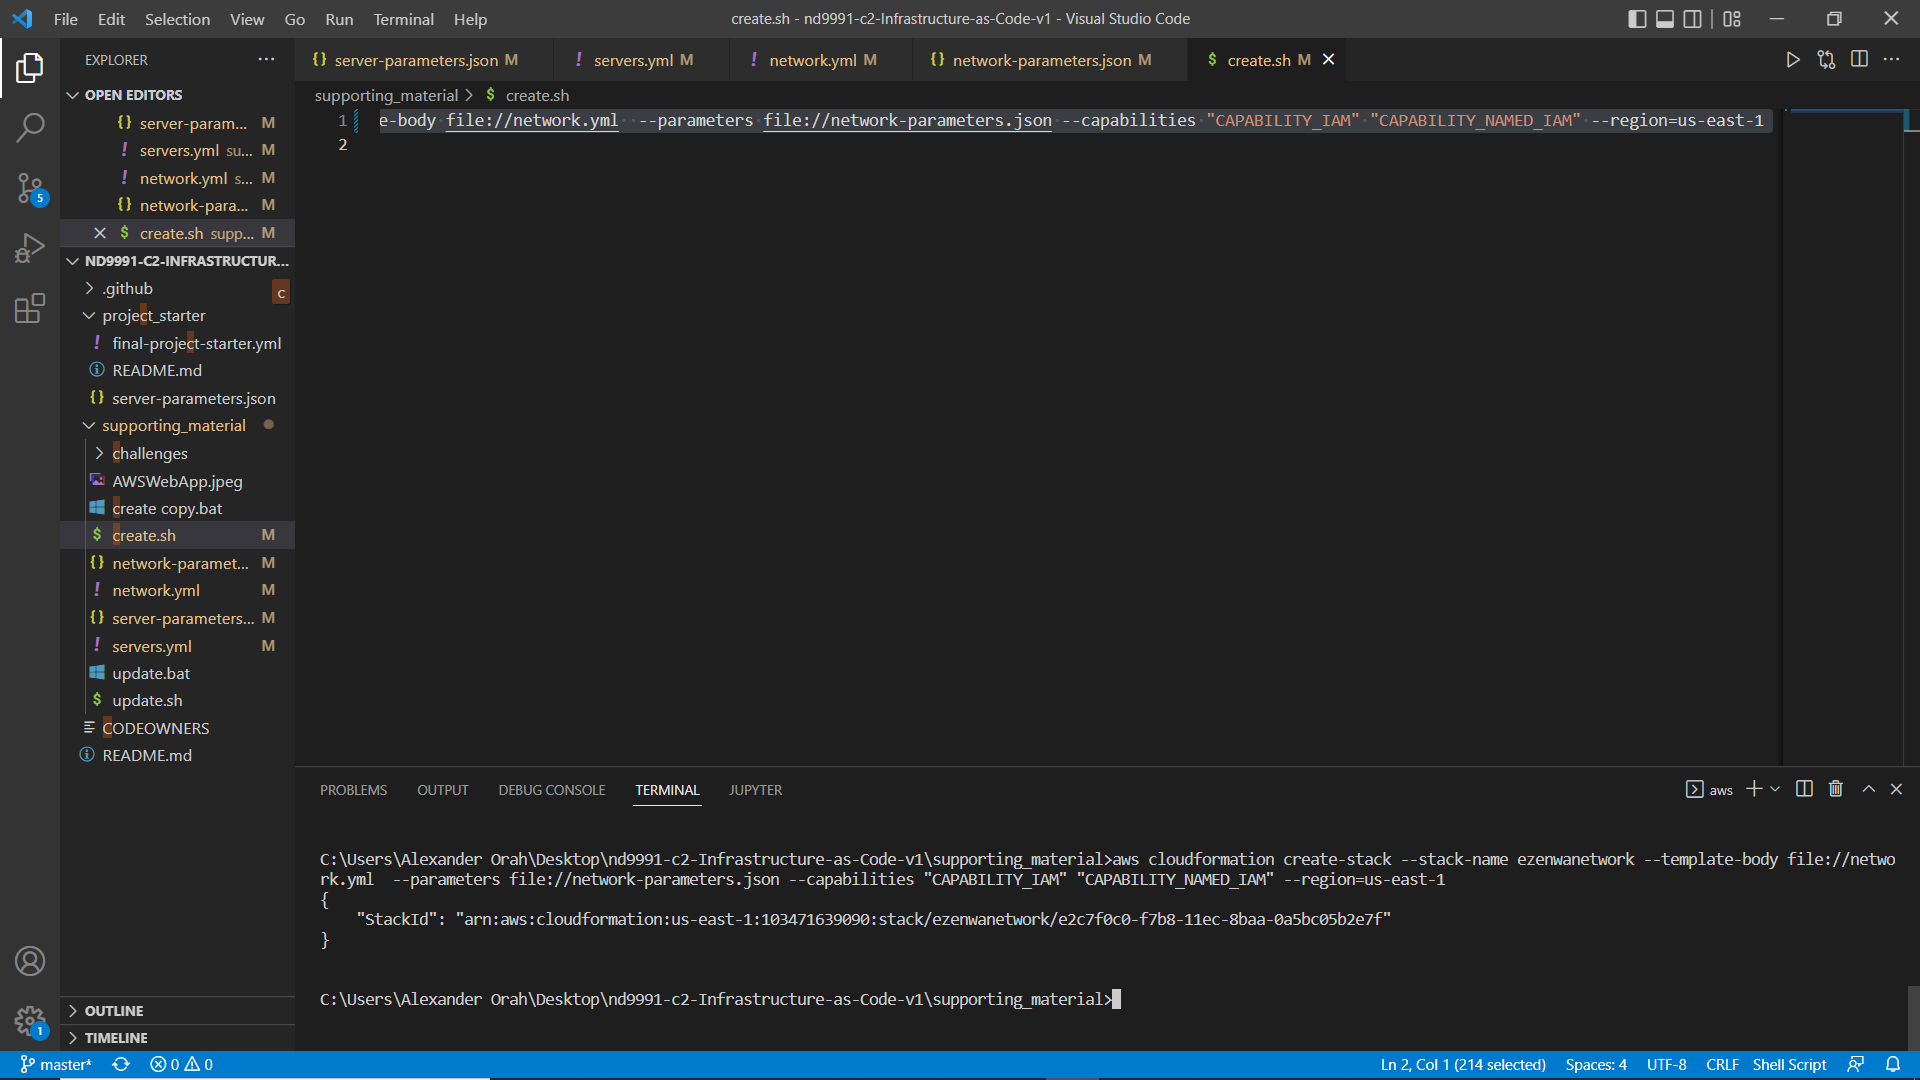 File Edit Selection View Go Run Terminal Help
create.sh - nd9991-c2-Infrastructure-as-Code-v1 - Visual Studio Code
EXPLORER
server-parameters.json M
servers.yml M
network.yml M
network-parameters.json M
create.sh M
OPEN EDITORS
server-param... M
servers.yml su... M
network.yml s... M
network-para... M
create.sh supp... M
ND9991-C2-INFRASTRUCTUR...
.github
c
project_starter
final-project-starter.yml
README.md
server-parameters.json
supporting_material
challenges
AWSWebApp.jpeg
create copy.bat
create.sh M
network-paramet... M
network.yml M
server-parameters... M
servers.yml M
update.bat
update.sh
CODEOWNERS
README.md
OUTLINE
TIMELINE
5
1
supporting_material > $ create.sh
1 e-body file://network.yml  --parameters file://network-parameters.json --capabilities "CAPABILITY_IAM" "CAPABILITY_NAMED_IAM" --region=us-east-1
2
PROBLEMS OUTPUT DEBUG CONSOLE TERMINAL JUPYTER
aws
C:\Users\Alexander Orah\Desktop\nd9991-c2-Infrastructure-as-Code-v1\supporting_material>aws cloudformation create-stack --stack-name ezenwanetwork --template-body file://netwo
rk.yml  --parameters file://network-parameters.json --capabilities "CAPABILITY_IAM" "CAPABILITY_NAMED_IAM" --region=us-east-1
{
"StackId": "arn:aws:cloudformation:us-east-1:103471639090:stack/ezenwanetwork/e2c7f0c0-f7b8-11ec-8baa-0a5bc05b2e7f"
}
C:\Users\Alexander Orah\Desktop\nd9991-c2-Infrastructure-as-Code-v1\supporting_material>
master* 0 0
Ln 2, Col 1 (214 selected) Spaces: 4 UTF-8 CRLF Shell Script